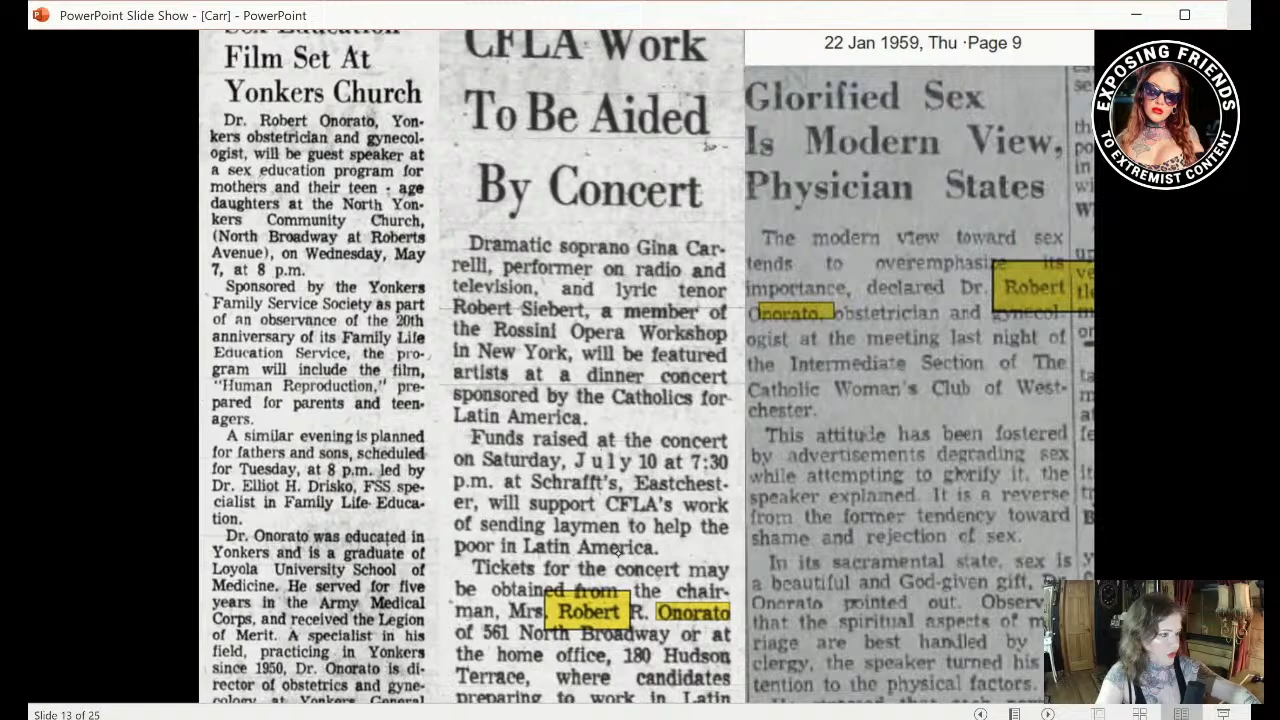 PowerPoint Slide Show - [Carr] - PowerPoint
Sex Education
Film Set At
Yonkers Church
Dr. Robert Onorato, Yon-
kers obstetrician and gynecol-
ogist, will be guest speaker at
a sex education program for
mothers and their teen - age
daughters at the North Yon-
kers Community Church,
(North Broadway at Roberts
Avenue), on Wednesday, May
7, at 8 p.m.
Sponsored by the Yonkers
Family Service Society as part
of an observance of the 20th
anniversary of its Family Life
Education Service, the pro-
gram will include the film,
"Human Reproduction," pre-
pared for parents and teen-
agers.
A similar evening is planned
for fathers and sons, scheduled
for Tuesday, at 8 p.m. led by
Dr. Elliot H. Drisko, FSS spe-
cialist in Family Life Educa-
tion.
Dr. Onorato was educated in
Yonkers and is a graduate of
Loyola University School of
Medicine. He served for five
years in the Army Medical
Corps, and received the Legion
of Merit. A specialist in his
field, practicing in Yonkers
since 1950, Dr. Onorato is di-
rector of obstetrics and gyne-
cology at Yonkers General
CFLA Work
To Be Aided
By Concert
Dramatic soprano Gina Car-
relli, performer on radio and
television, and lyric tenor
Robert Siebert, a member of
the Rossini Opera Workshop
in New York, will be featured
artists at a dinner concert
sponsored by the Catholics for
Latin America.
Funds raised at the concert
on Saturday, July 10 at 7:30
p.m. at Schrafft's, Eastchest-
er, will support CFLA's work
of sending laymen to help the
poor in Latin America.
Tickets for the concert may
be obtained from the chair-
man, Mrs. Robert R. Onorato
of 561 North Broadway or at
the home office, 180 Hudson
Terrace, where candidates
preparing to work in Latin
22 Jan 1959, Thu ·Page 9
Glorified Sex
Is Modern View,
Physician States
The modern view toward sex
tends to overemphasize its
importance, declared Dr. Robert
Onorato, obstetrician and gynecol-
ogist at the meeting last night of
the Intermediate Section of The
Catholic Woman's Club of West-
chester.
This attitude has been fostered
by advertisements degrading sex
while attempting to glorify it, the
speaker explained. It is a reverse
from the former tendency toward
shame and rejection of sex.
In its sacramental state, sex is
a beautiful and God-given gift,
Onorato pointed out.
that the spiritual aspects of
riage are best handled by
clergy, the speaker turned his
tention to the physical factors.
EXPOSING FRIENDS
TO EXTREMIST CONTENT
Slide 13 of 25